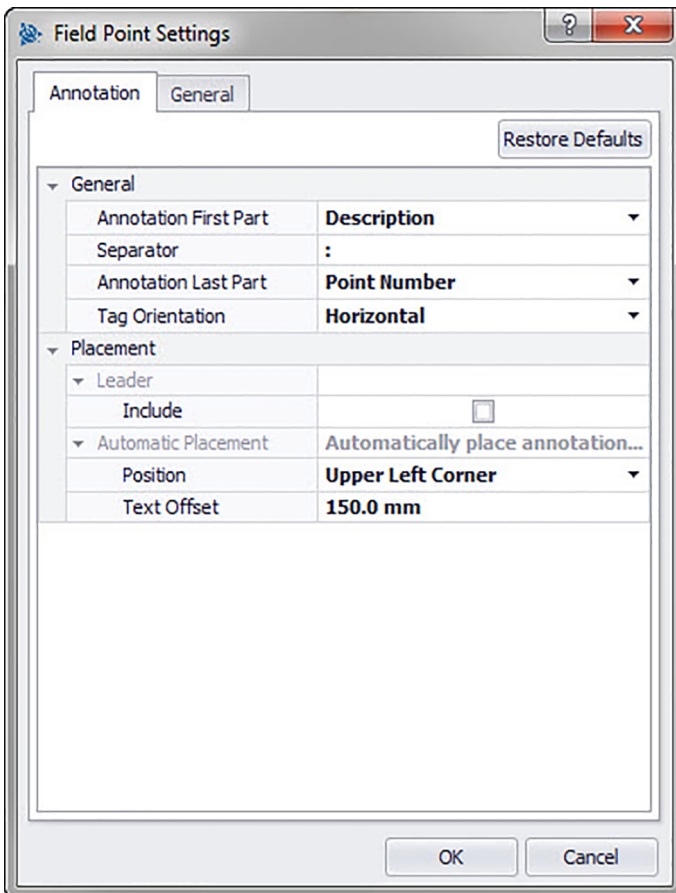 Field Point Settings
?
Annotation General
Restore Defaults
General
Annotation First Part Description
Separator :
Annotation Last Part Point Number
Tag Orientation Horizontal
Placement
Leader
Include
Automatic Placement Automatically place annotation...
Position Upper Left Corner
Text Offset 150.0 mm
OK Cancel